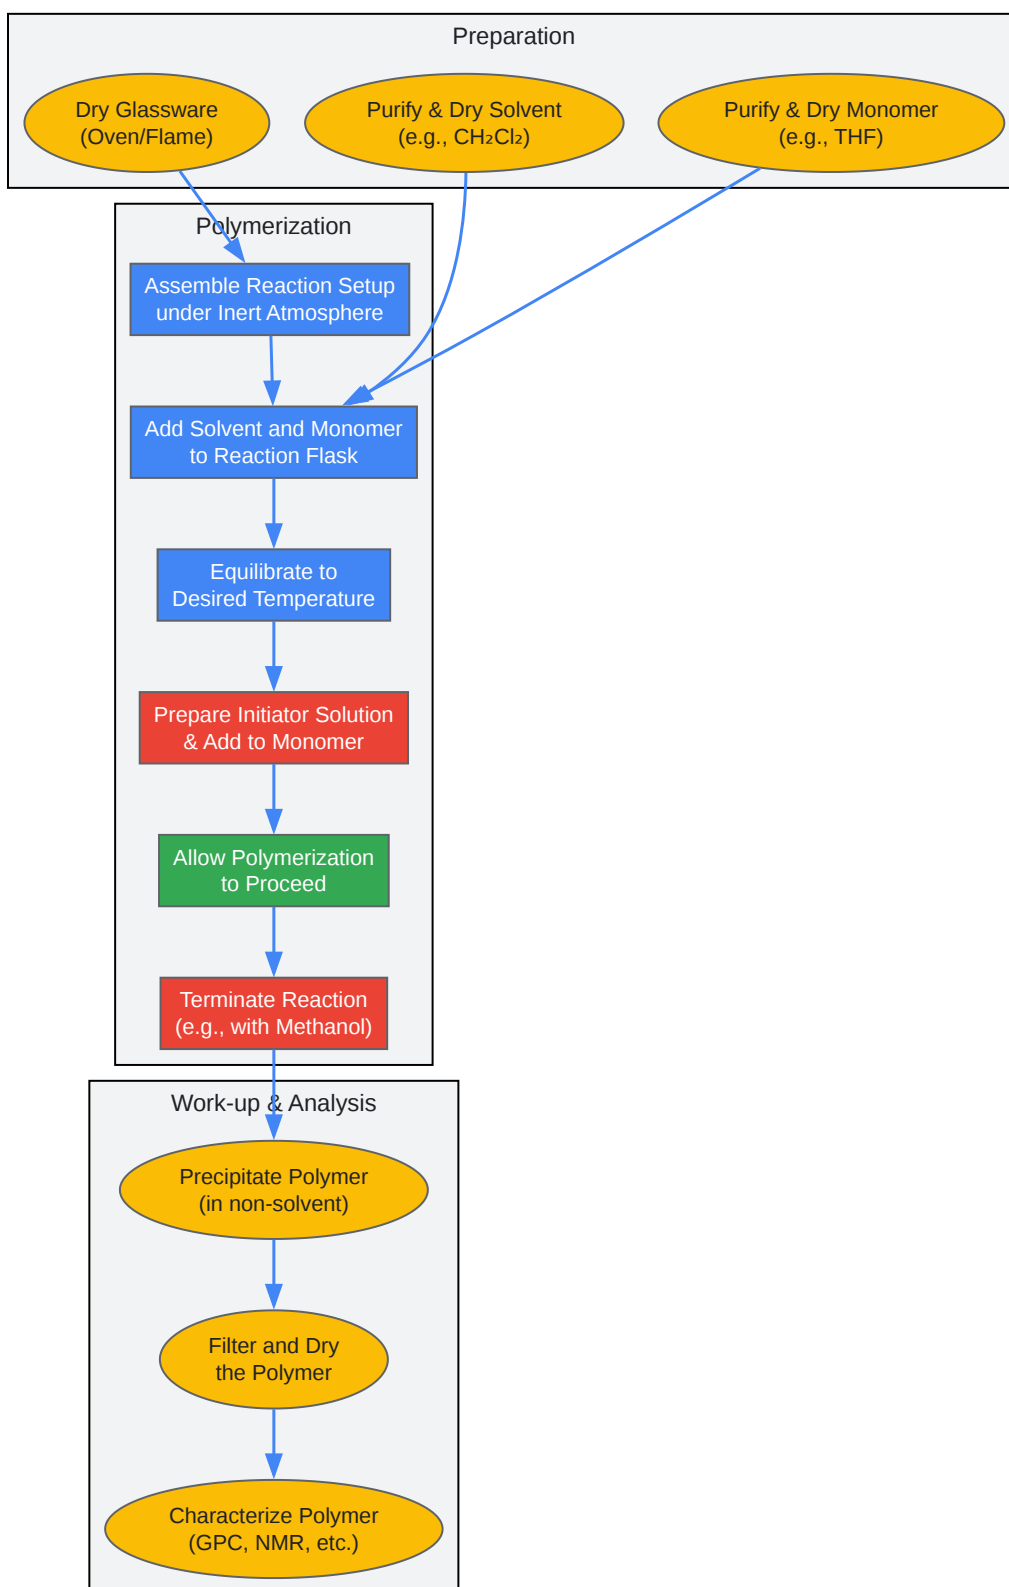 Preparation
Dry Glassware
(Oven/Flame)
Purify & Dry Solvent
(e.g., CH₂Cl₂)
Purify & Dry Monomer
(e.g., THF)
Polymerization
Assemble Reaction Setup
under Inert Atmosphere
Add Solvent and Monomer
to Reaction Flask
Equilibrate to
Desired Temperature
Prepare Initiator Solution
& Add to Monomer
Allow Polymerization
to Proceed
Terminate Reaction
(e.g., with Methanol)
Work-up & Analysis
Precipitate Polymer
(in non-solvent)
Filter and Dry
the Polymer
Characterize Polymer
(GPC, NMR, etc.)